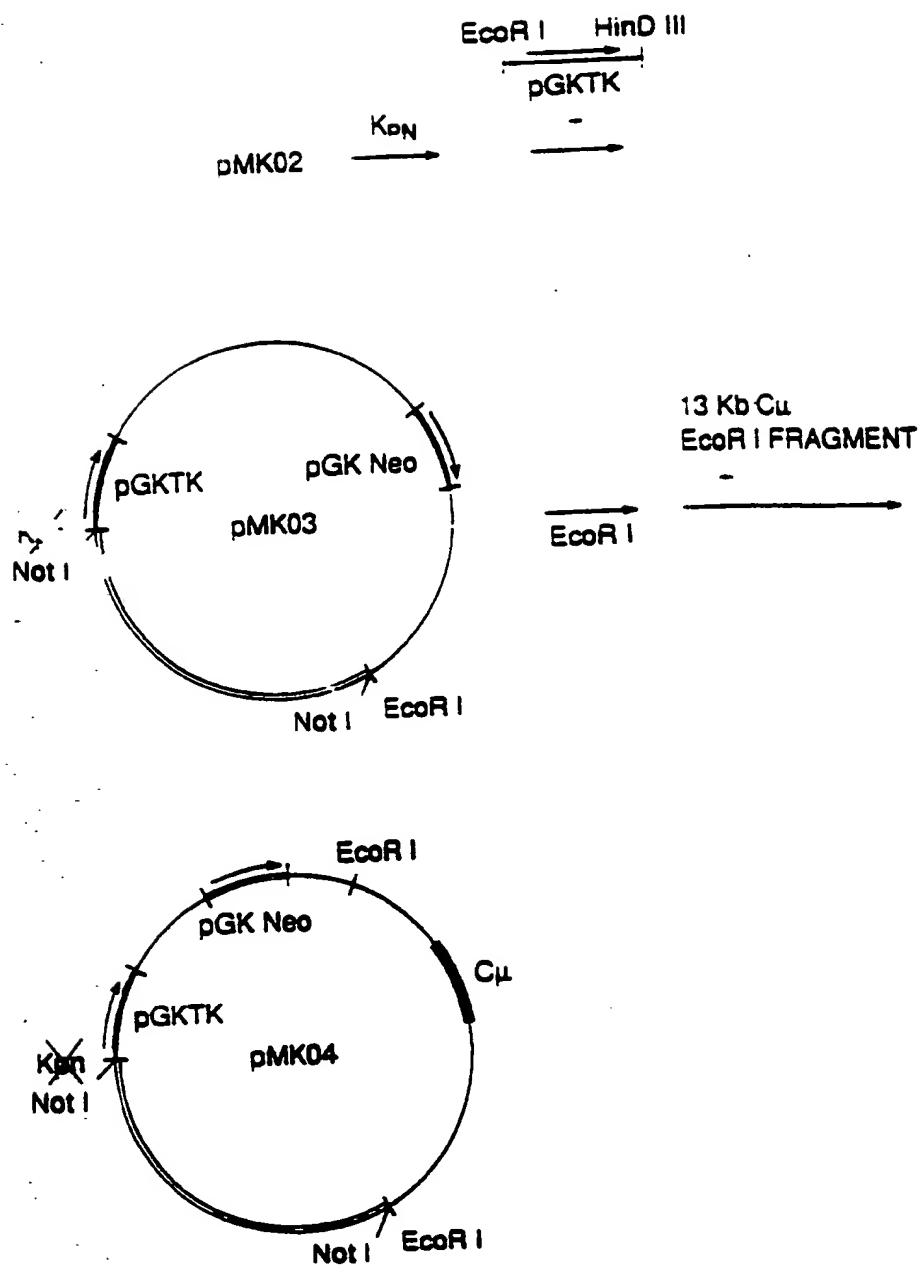 EcoR I HinD III
pGKTK
pMK02 KpN
pGKTK
pGK Neo
pMK03
Not I
Not I EcoR I
EcoR I
13 Kb Cμ
EcoR I FRAGMENT
EcoR I
pGK Neo
Cμ
pGKTK
pMK04
Kpn
Not I
Not I EcoR I